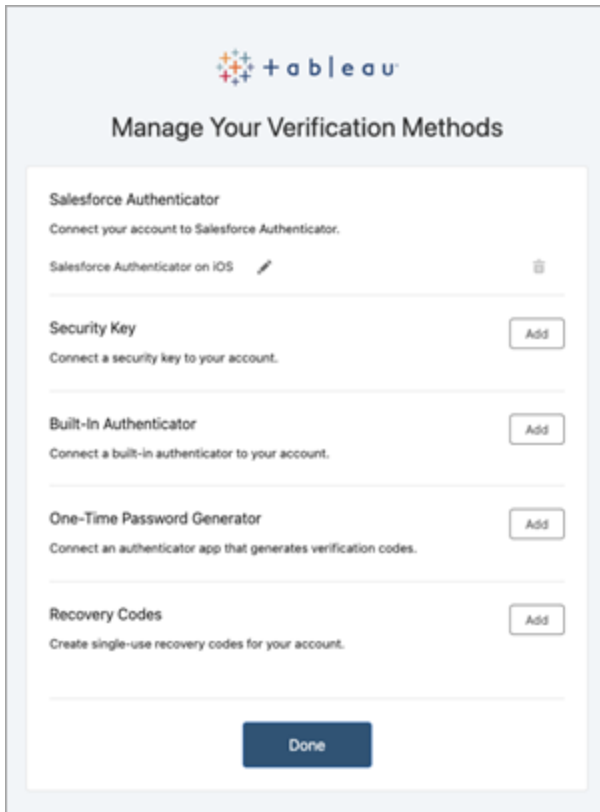 +ableau
Manage Your Verification Methods
Salesforce Authenticator
Connect your account to Salesforce Authenticator.
Salesforce Authenticator on iOS
Security Key
Add
Connect a security key to your account.
Built-In Authenticator
Add
Connect a built-in authenticator to your account.
One-Time Password Generator
Add
Connect an authenticator app that generates verification codes.
Recovery Codes
Add
Create single-use recovery codes for your account.
Done